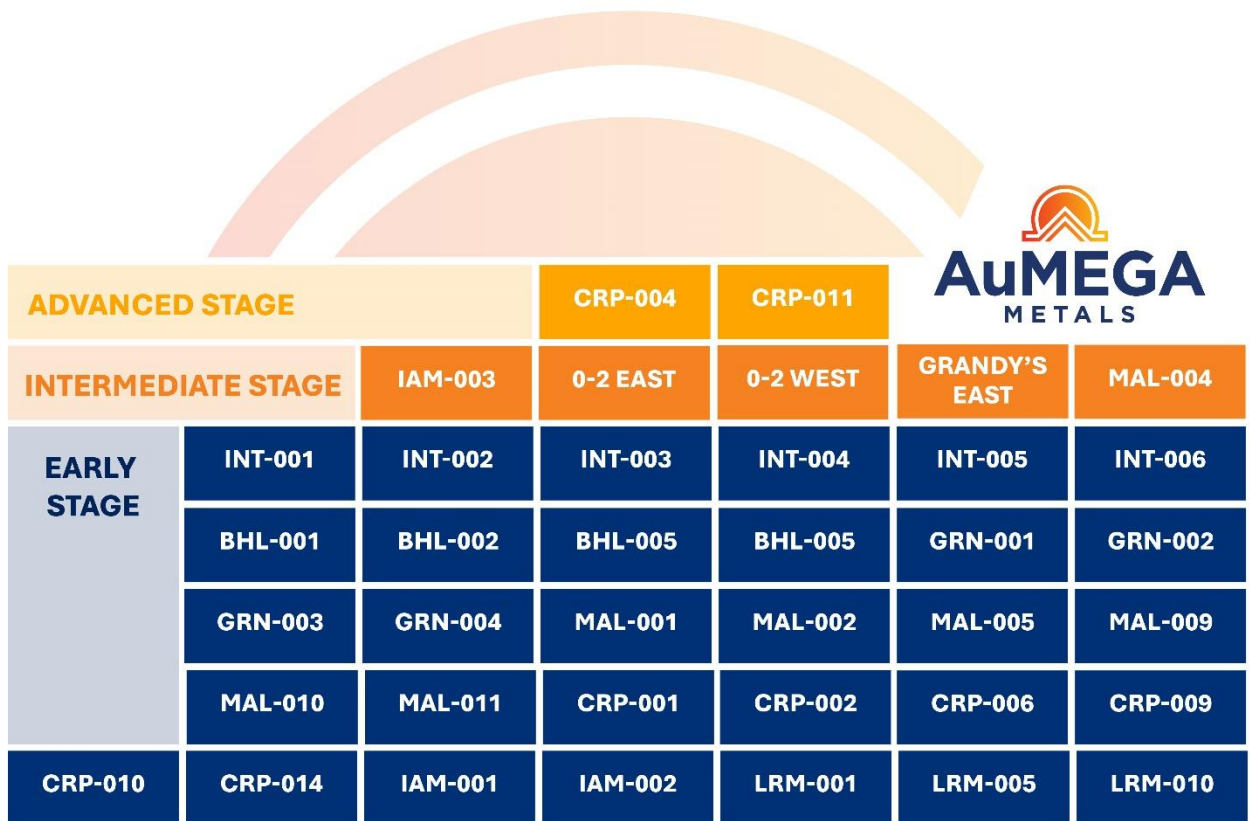 AuMEGA
METALS
ADVANCED STAGE CRP-004 CRP-011
INTERMEDIATE STAGE IAM-003 0-2 EAST 0-2 WEST GRANDY'S EAST MAL-004
EARLY STAGE INT-001 INT-002 INT-003 INT-004 INT-005 INT-006
BHL-001 BHL-002 BHL-005 BHL-005 GRN-001 GRN-002
GRN-003 GRN-004 MAL-001 MAL-002 MAL-005 MAL-009
MAL-010 MAL-011 CRP-001 CRP-002 CRP-006 CRP-009
CRP-010 CRP-014 IAM-001 IAM-002 LRM-001 LRM-005 LRM-010